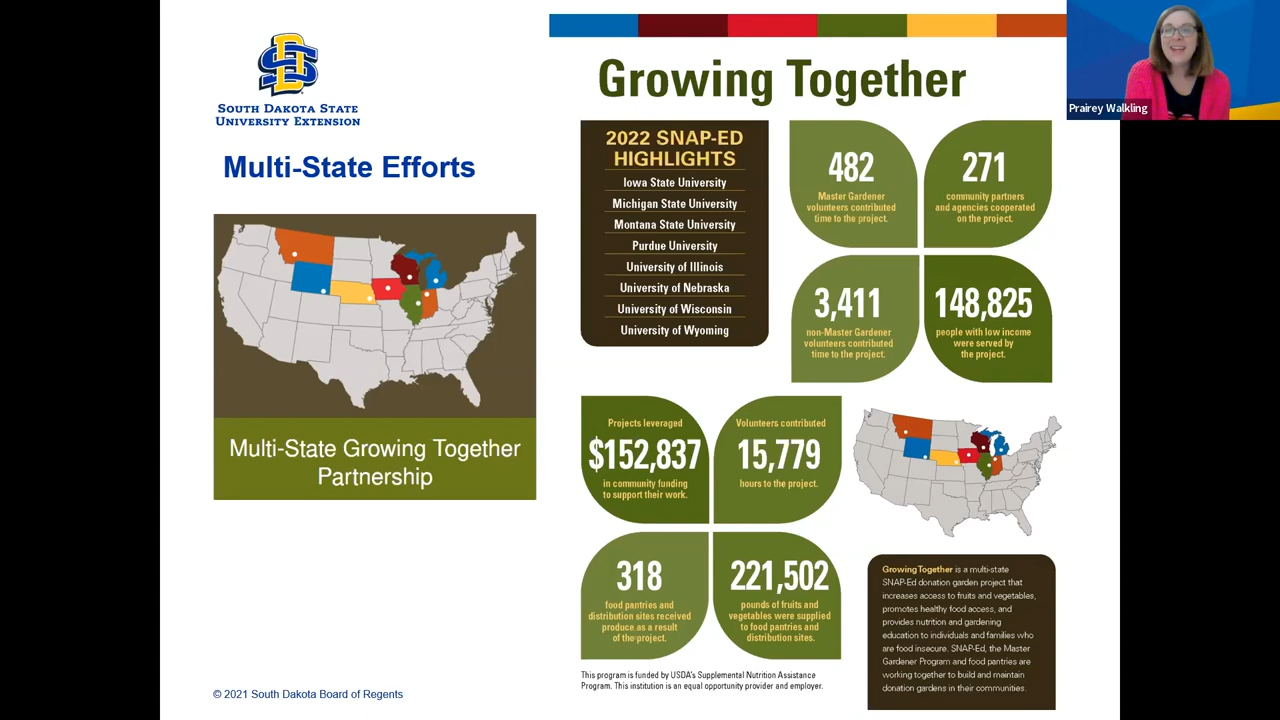 SOUTH DAKOTA STATE
UNIVERSITY EXTENSION
Multi-State Efforts
Multi-State Growing Together
Partnership
© 2021 South Dakota Board of Regents
Growing Together
2022 SNAP-ED
HIGHLIGHTS
Iowa State University
Michigan State University
Montana State University
Purdue University
University of Illinois
University of Nebraska
University of Wisconsin
University of Wyoming
482
Master Gardener
volunteers contributed
time to the project.
271
community partners
and agencies cooperated
on the project.
3,411
non-Master Gardener
volunteers contributed
time to the project.
148,825
people with low income
were served by
the project.
Projects leveraged
$152,837
in community funding
to support their work.
Volunteers contributed
15,779
hours to the project.
318
food pantries and
distribution sites received
produce as a result
of the project.
221,502
pounds of fruits and
vegetables were supplied
to food pantries and
distribution sites.
Growing Together is a multi-state
SNAP-Ed donation garden project that
increases access to fruits and vegetables,
promotes healthy food access, and
provides nutrition and gardening
education to individuals and families who
are food insecure. SNAP-Ed, the Master
Gardener Program and food pantries are
working together to build and maintain
donation gardens in their communities.
This program is funded by USDA's Supplemental Nutrition Assistance
Program. This institution is an equal opportunity provider and employer.
Prairey Walkling